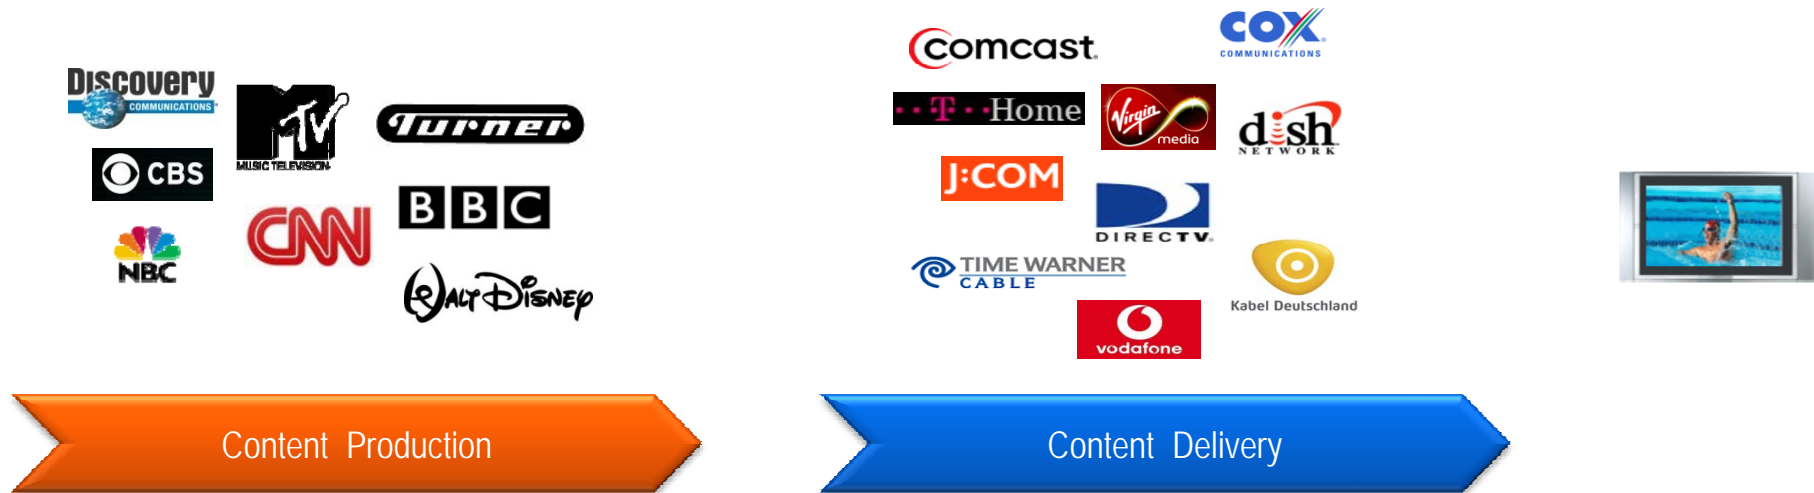 Discovery
COMMUNICATIONS
MTV
MUSIC TELEVISION
Turner
CBS
CNN
BBC
NBC
WALT DISNEY
comcast.
COX
COMMUNICATIONS
··T··Home
Virgin
media
dish
NETWORK
J:COM
DIRECTV.
TIME WARNER
CABLE
Kabel Deutschland
vodafone
Content Production
Content Delivery